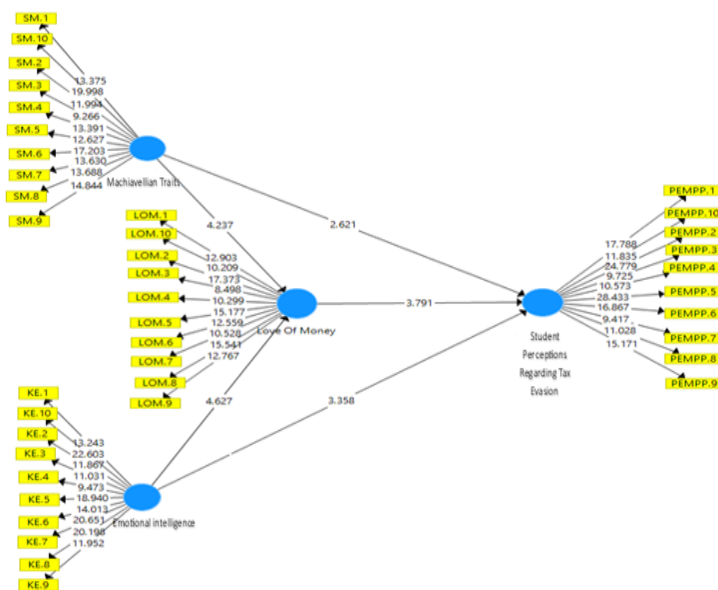 SM.1
SM.10
SM.2
SM.3
SM.4
SM.5
SM.6
SM.7
SM.8
SM.9
13.375
19.998
11.994
9.266
13.391
12.627
17.203
13.630
13.688
14.844
Machiavellian Traits
4.237
2.621
LOM.1
LOM.10
LOM.2
LOM.3
LOM.4
LOM.5
LOM.6
LOM.7
LOM.8
LOM.9
12.903
10.209
17.373
8.498
10.299
15.177
12.559
10.528
15.541
12.767
Love Of Money
3.791
4.627
3.358
KE.1
KE.10
KE.2
KE.3
KE.4
KE.5
KE.6
KE.7
KE.8
KE.9
13.243
22.603
11.867
11.031
9.473
18.940
14.013
20.651
20.198
11.952
Emotional intelligence
Student
Perceptions
Regarding Tax
Evasion
17.788
11.835
24.779
9.725
10.573
28.433
16.867
9.417
11.028
15.171
PEMPP.1
PEMPP.10
PEMPP.2
PEMPP.3
PEMPP.4
PEMPP.5
PEMPP.6
PEMPP.7
PEMPP.8
PEMPP.9